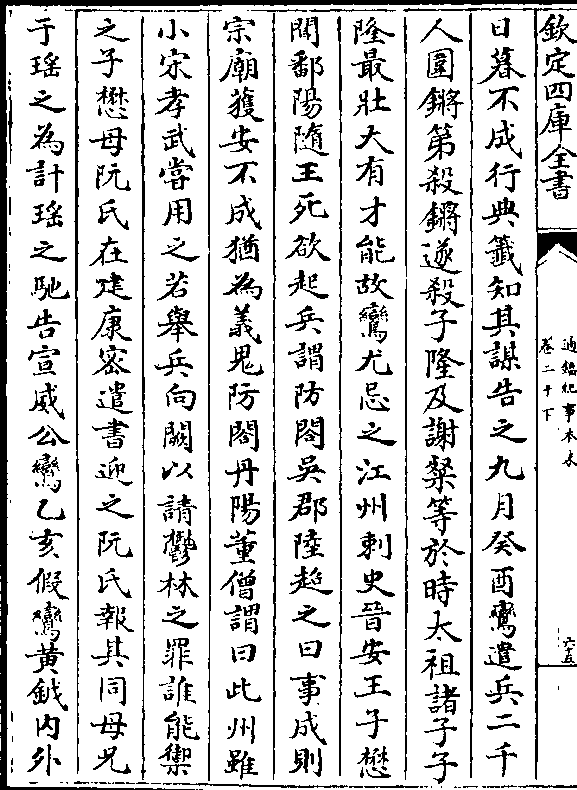 欽定四庫全書
通鑑紀事本末
卷二十下
六十五
日暮不成行典籖知其謀告之九月癸酉鸞遣兵二千
人圍鏘第殺鏘遂殺子隆及謝粲等於時太祖諸子子
隆最壯大有才能故鸞尤忌之江州刺史晉安王子懋
聞鄱陽隨王死欲起兵謂防閤吳郡陸超之曰事成則
宗廟獲安不成猶為義鬼防閤丹陽董僧謂曰此州雖
小宋孝武嘗用之若舉兵向闕以請鬱林之罪誰能禦
之子懋母阮氏在建康密遣書迎之阮氏報其同母兄
于瑶之為計瑶之馳告宣威公鸞乙亥假鸞黃鉞内外